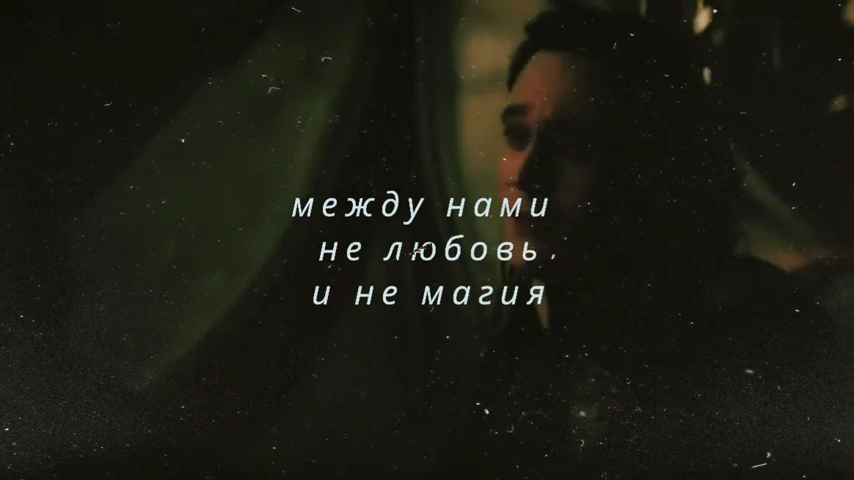 между нами
не любовь
и не магия